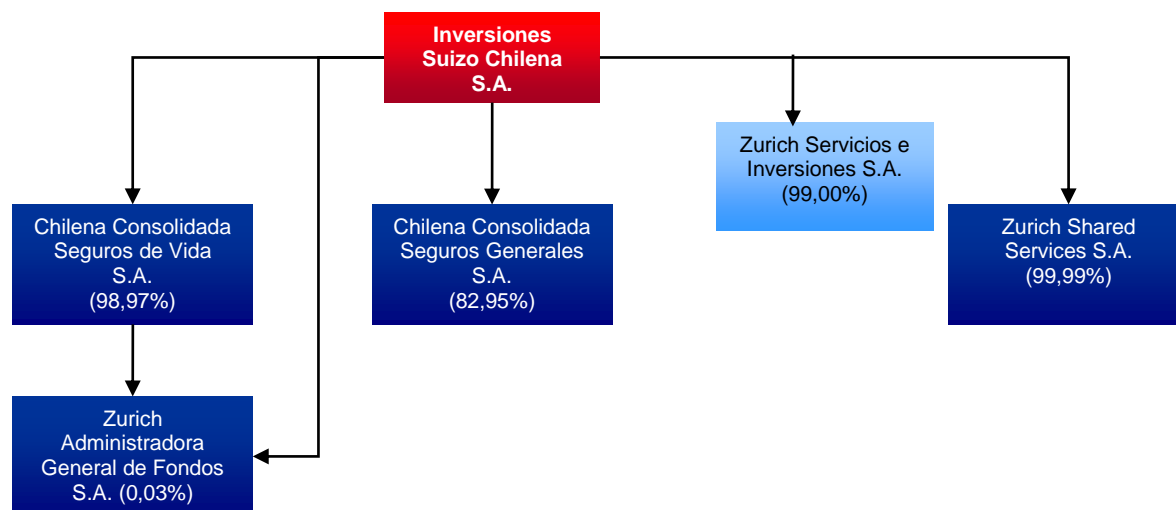 Inversiones
Suizo Chilena
S.A.
Zurich Servicios e
Inversiones S.A.
(99,00%)
Chilena Consolidada
Seguros de Vida
S.A.
(98,97%)
Chilena Consolidada
Seguros Generales
S.A.
(82,95%)
Zurich Shared
Services S.A.
(99,99%)
Zurich
Administradora
General de Fondos
S.A. (0,03%)